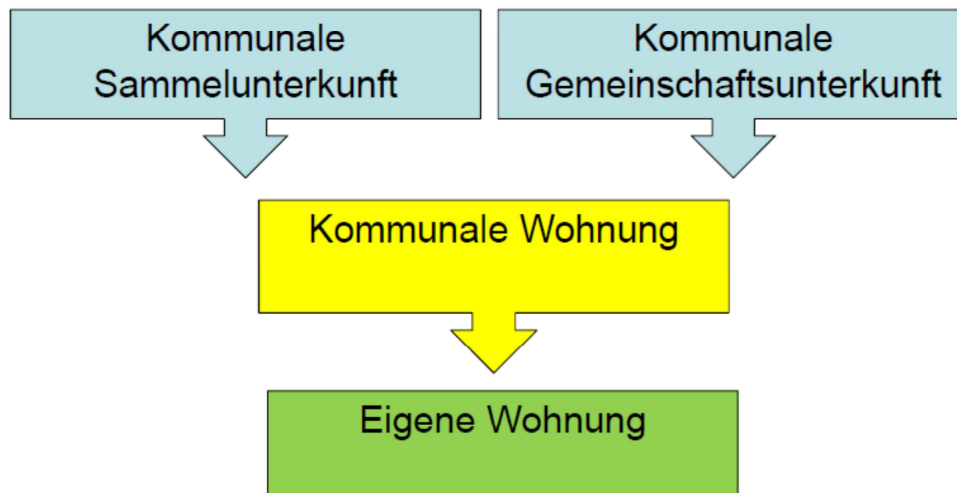 Kommunale
Sammelunterkunft
Kommunale
Gemeinschaftsunterkunft
Kommunale Wohnung
Eigene Wohnung